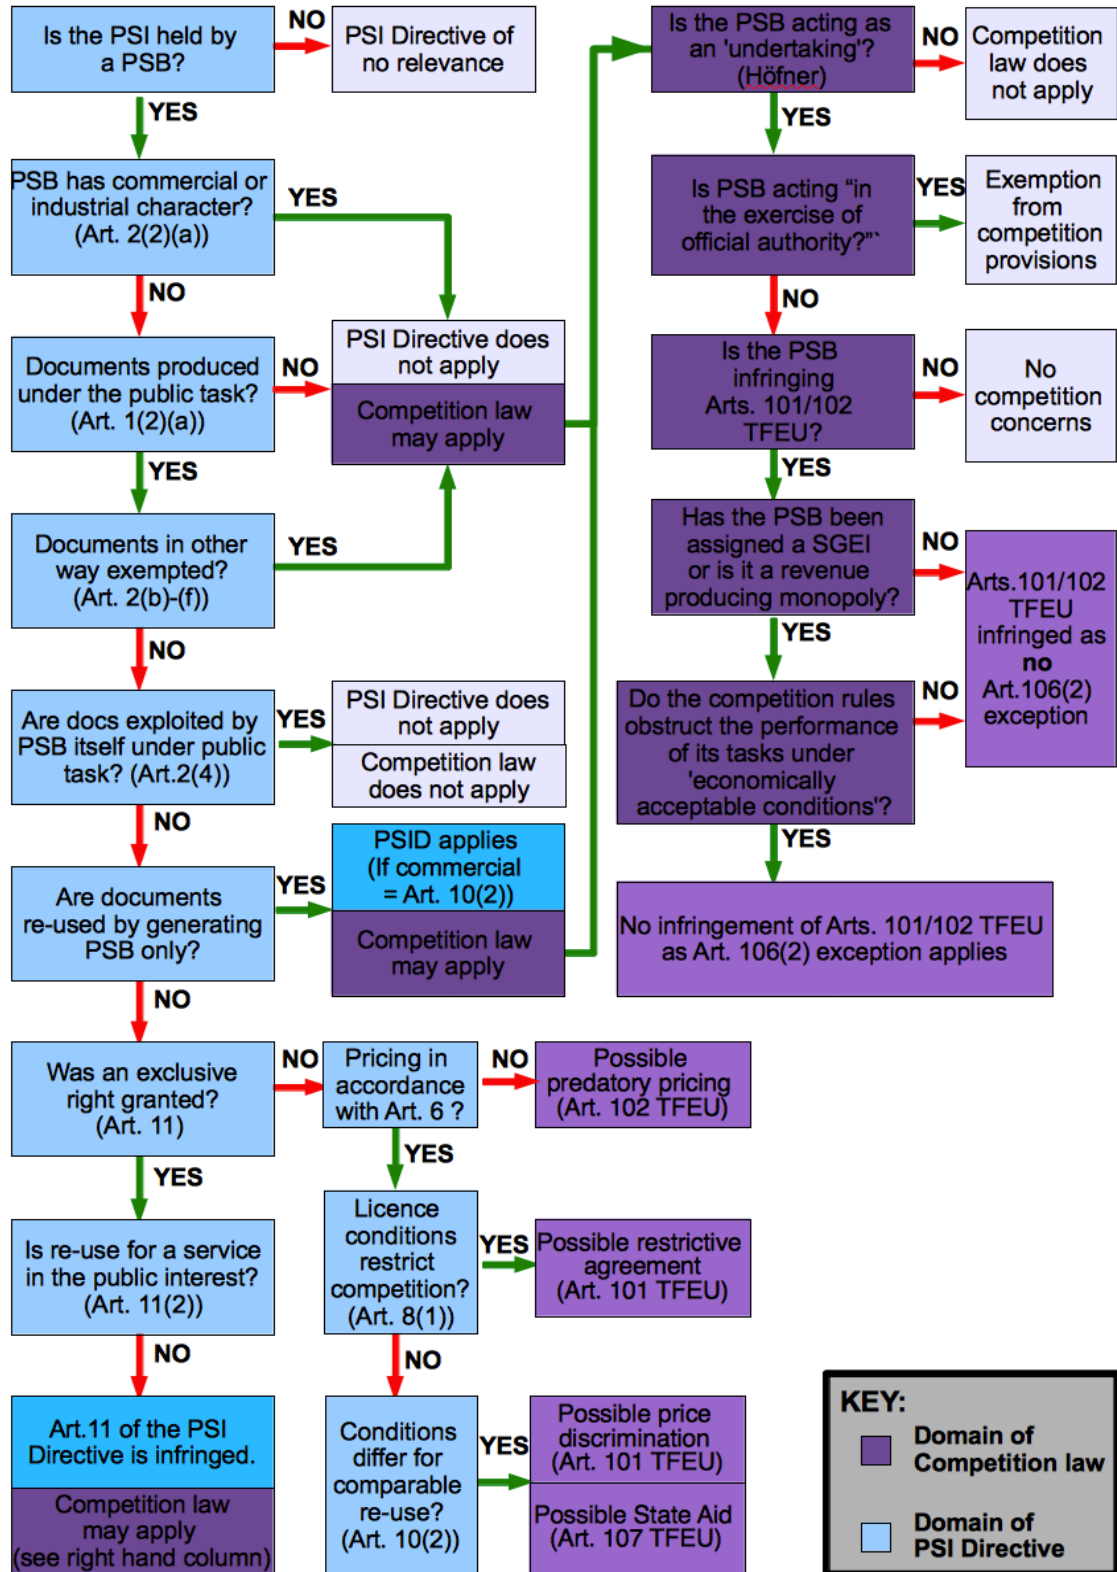 Is the PSI held by
a PSB?
NO
PSI Directive of
no relevance
YES
PSB has commercial or
industrial character?
(Art. 2(2)(a))
YES
NO
PSI Directive does
not apply
Competition law
may apply
Documents produced
under the public task?
(Art. 1(2)(a))
NO
YES
Documents in other
way exempted?
(Art. 2(b)-(f))
YES
NO
Are docs exploited by
PSB itself under public
task? (Art.2(4))
YES
PSI Directive does
not apply
Competition law
does not apply
NO
Are documents
re-used by generating
PSB only?
YES
PSID applies
(If commercial
= Art. 10(2))
Competition law
may apply
NO
Was an exclusive
right granted?
(Art. 11)
NO
Pricing in
accordance
with Art. 6 ?
NO
Possible
predatory pricing
(Art. 102 TFEU)
YES
YES
Is re-use for a service
in the public interest?
(Art. 11(2))
Licence
conditions
restrict
competition?
(Art. 8(1))
YES
Possible restrictive
agreement
(Art. 101 TFEU)
NO
NO
Art.11 of the PSI
Directive is infringed.
Competition law
may apply
(see right hand column)
Conditions
differ for
comparable
re-use?
(Art. 10(2))
YES
Possible price
discrimination
(Art. 101 TFEU)
Possible State Aid
(Art. 107 TFEU)
Is the PSB acting as
an 'undertaking'?
(Höfner)
NO
Competition
law does
not apply
YES
Is PSB acting “in
the exercise of
official authority?”`
YES
Exemption
from
competition
provisions
NO
Is the PSB
infringing
Arts. 101/102
TFEU?
NO
No
competition
concerns
YES
Has the PSB been
assigned a SGEI
or is it a revenue
producing monopoly?
NO
Arts.101/102
TFEU
infringed as
no
Art.106(2)
exception
YES
Do the competition rules
obstruct the performance
of its tasks under
'economically
acceptable conditions'?
NO
YES
No infringement of Arts. 101/102 TFEU
as Art. 106(2) exception applies
KEY:
Domain of
Competition law
Domain of
PSI Directive